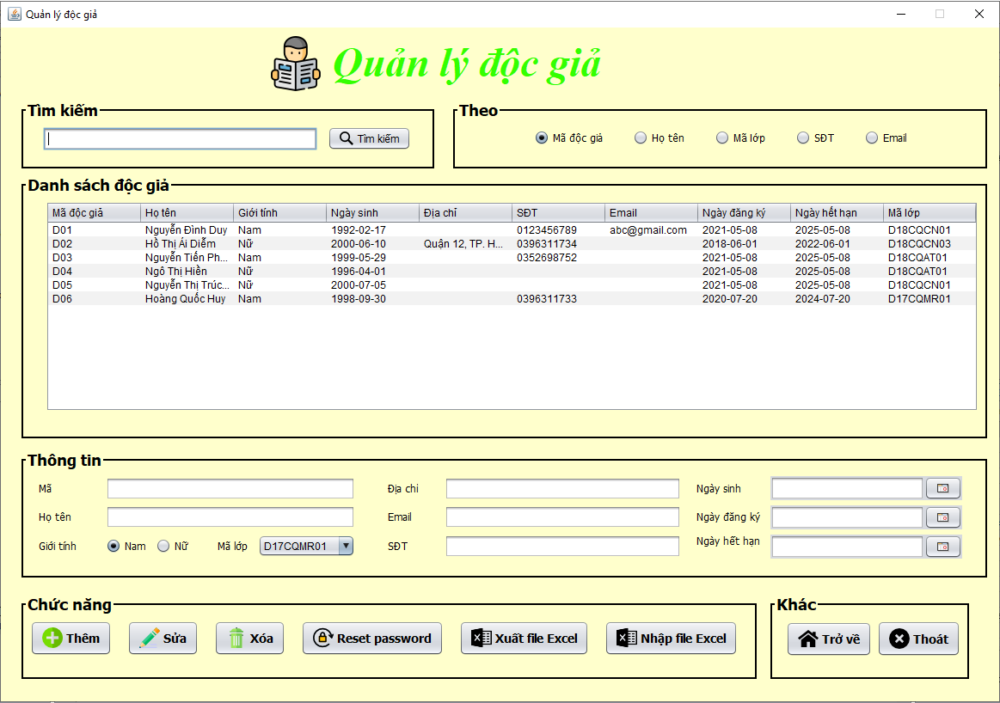 Quản lý độc giả
Quản lý độc giả
Tìm kiếm
Tìm kiếm
Theo
Mã độc giả Họ tên Mã lớp SĐT Email
Danh sách độc giả
Mã độc giả Họ tên Giới tính Ngày sinh Địa chỉ SĐT Email Ngày đăng ký Ngày hết hạn Mã lớp
D01 Nguyễn Đình Duy Nam 1992-02-17 0123456789 abc@gmail.com 2021-05-08 2025-05-08 D18CQCN01
D02 Hồ Thị Ái Diễm Nữ 2000-06-10 Quận 12, TP. H... 0396311734 2018-06-01 2022-06-01 D18CQCN03
D03 Nguyễn Tiến Ph... Nam 1999-05-29 0352698752 2021-05-08 2025-05-08 D18CQAT01
D04 Ngô Thị Hiền Nữ 1996-04-01 2021-05-08 2025-05-08 D18CQAT01
D05 Nguyễn Thị Trúc... Nữ 2000-07-05 2021-05-08 2025-05-08 D18CQCN01
D06 Hoàng Quốc Huy Nam 1998-09-30 0396311733 2020-07-20 2024-07-20 D17CQMR01
Thông tin
Mã Địa chỉ Ngày sinh
Họ tên Email Ngày đăng ký
Giới tính Nam Nữ Mã lớp D17CQMR01 SĐT Ngày hết hạn
Chức năng
Thêm Sửa Xóa Reset password Xuất file Excel Nhập file Excel
Khác
Trở về Thoát